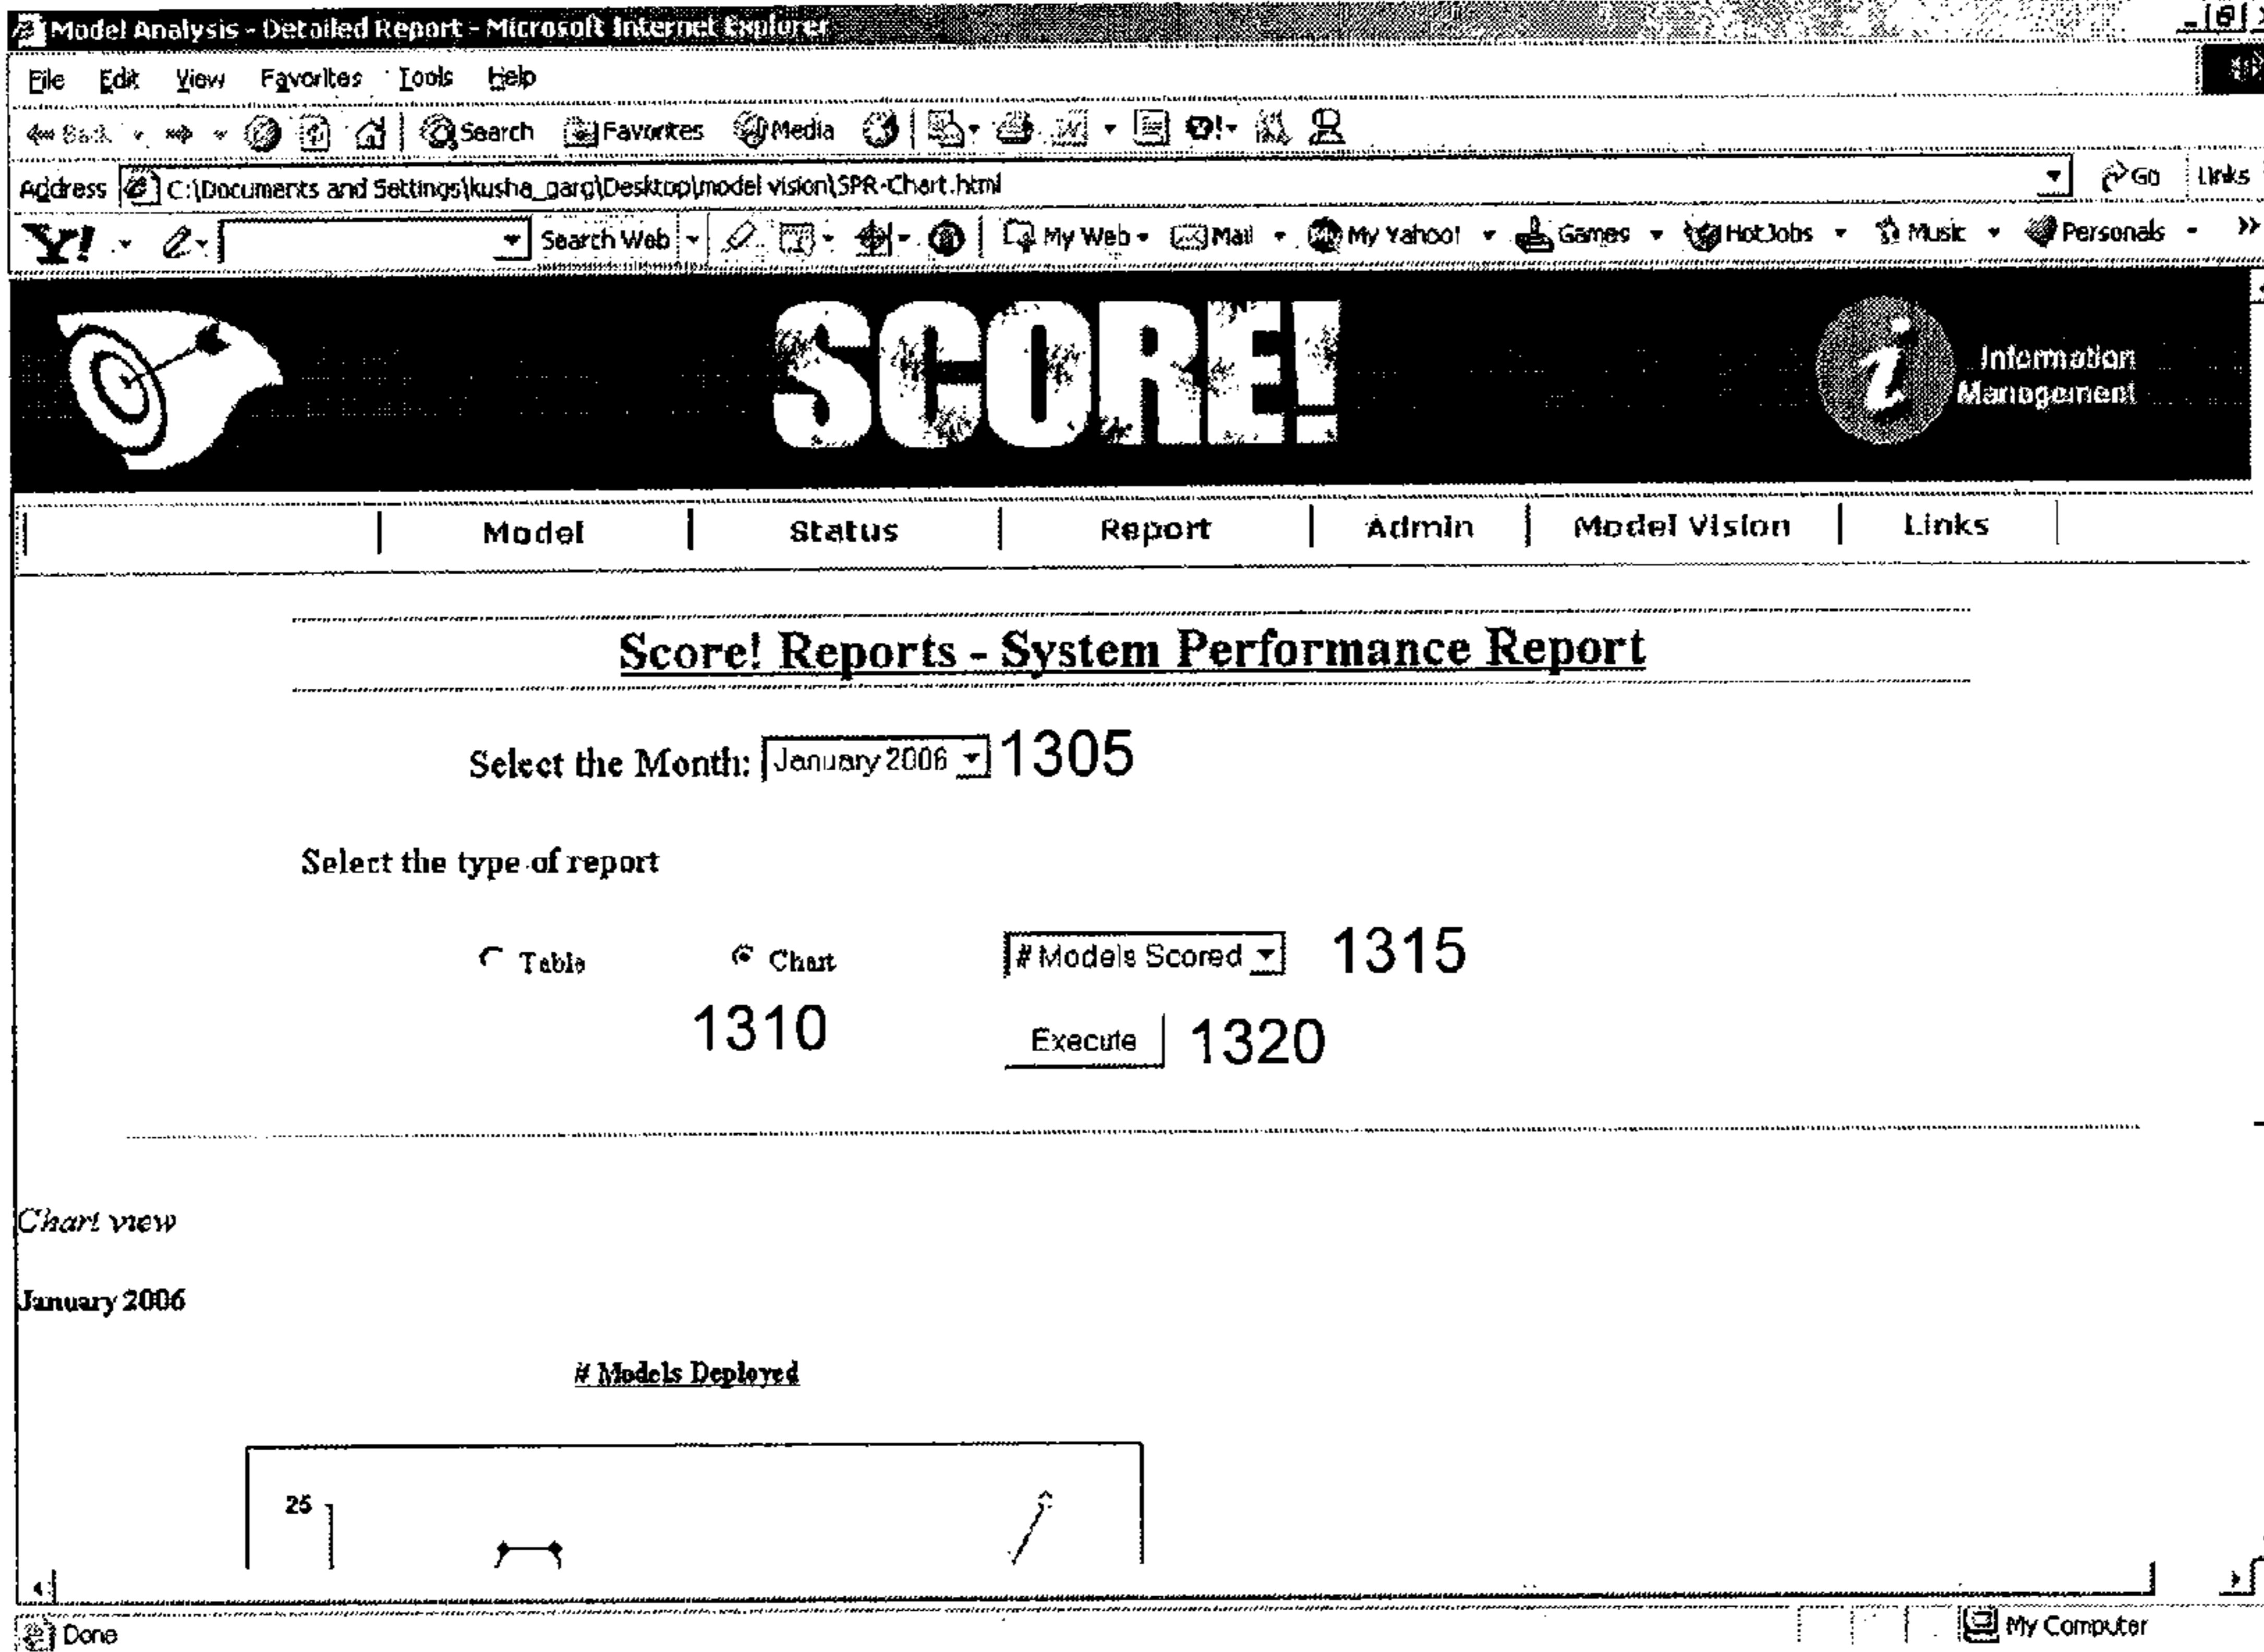 Model Analysis - Detailed Report - Microsoft Internet Explorer
File Edit View Favorites Tools Help
Back Search Favorites Media
Address C:\Documents and Settings\kusha_garg\Desktop\model vision\SPR-Chart.html Go Links
Y! Search Web My Web Mail My Yahoo! Games HotJobs Music Personals »
SCORE!
i Information
Management
Model Status Report Admin Model Vision Links
Score! Reports - System Performance Report
Select the Month: January 2006 1305
Select the type of report
Table Chart # Models Scored 1315
1310 Execute 1320
Chart view
January 2006
# Models Deployed
25
Done My Computer